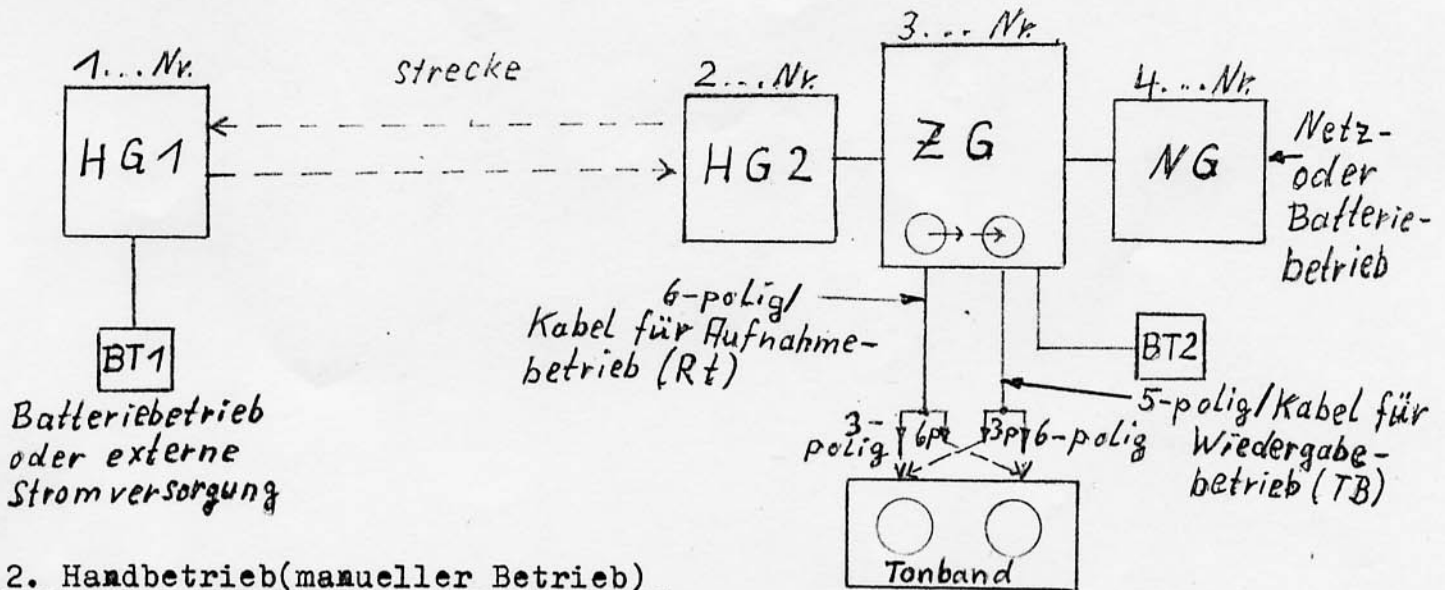 1... Nr.
strecke
2... Nr.
3... Nr.
4... Nr.
HG1
HG2
ZG
NG
Netz-
oder
Batterie-
betrieb
BT1
Batteriebetrieb
oder externe
Stromversorgung
6-polig/
Kabel für Aufnahme-
betrieb (Rt)
BT2
5-polig/Kabel für
Wiedergabe-
betrieb (TB)
3-
polig
6p
3p
6-polig
Tonband
2. Handbetrieb(manueller Betrieb)